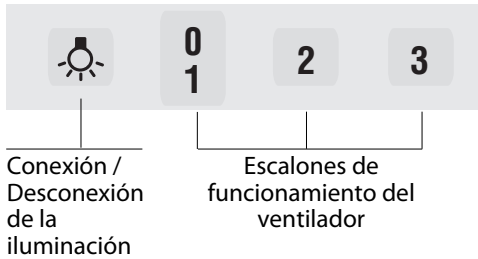 0
1
2
3
Conexión /
Desconexión
de la
iluminación
Escalones de
funcionamiento del
ventilador